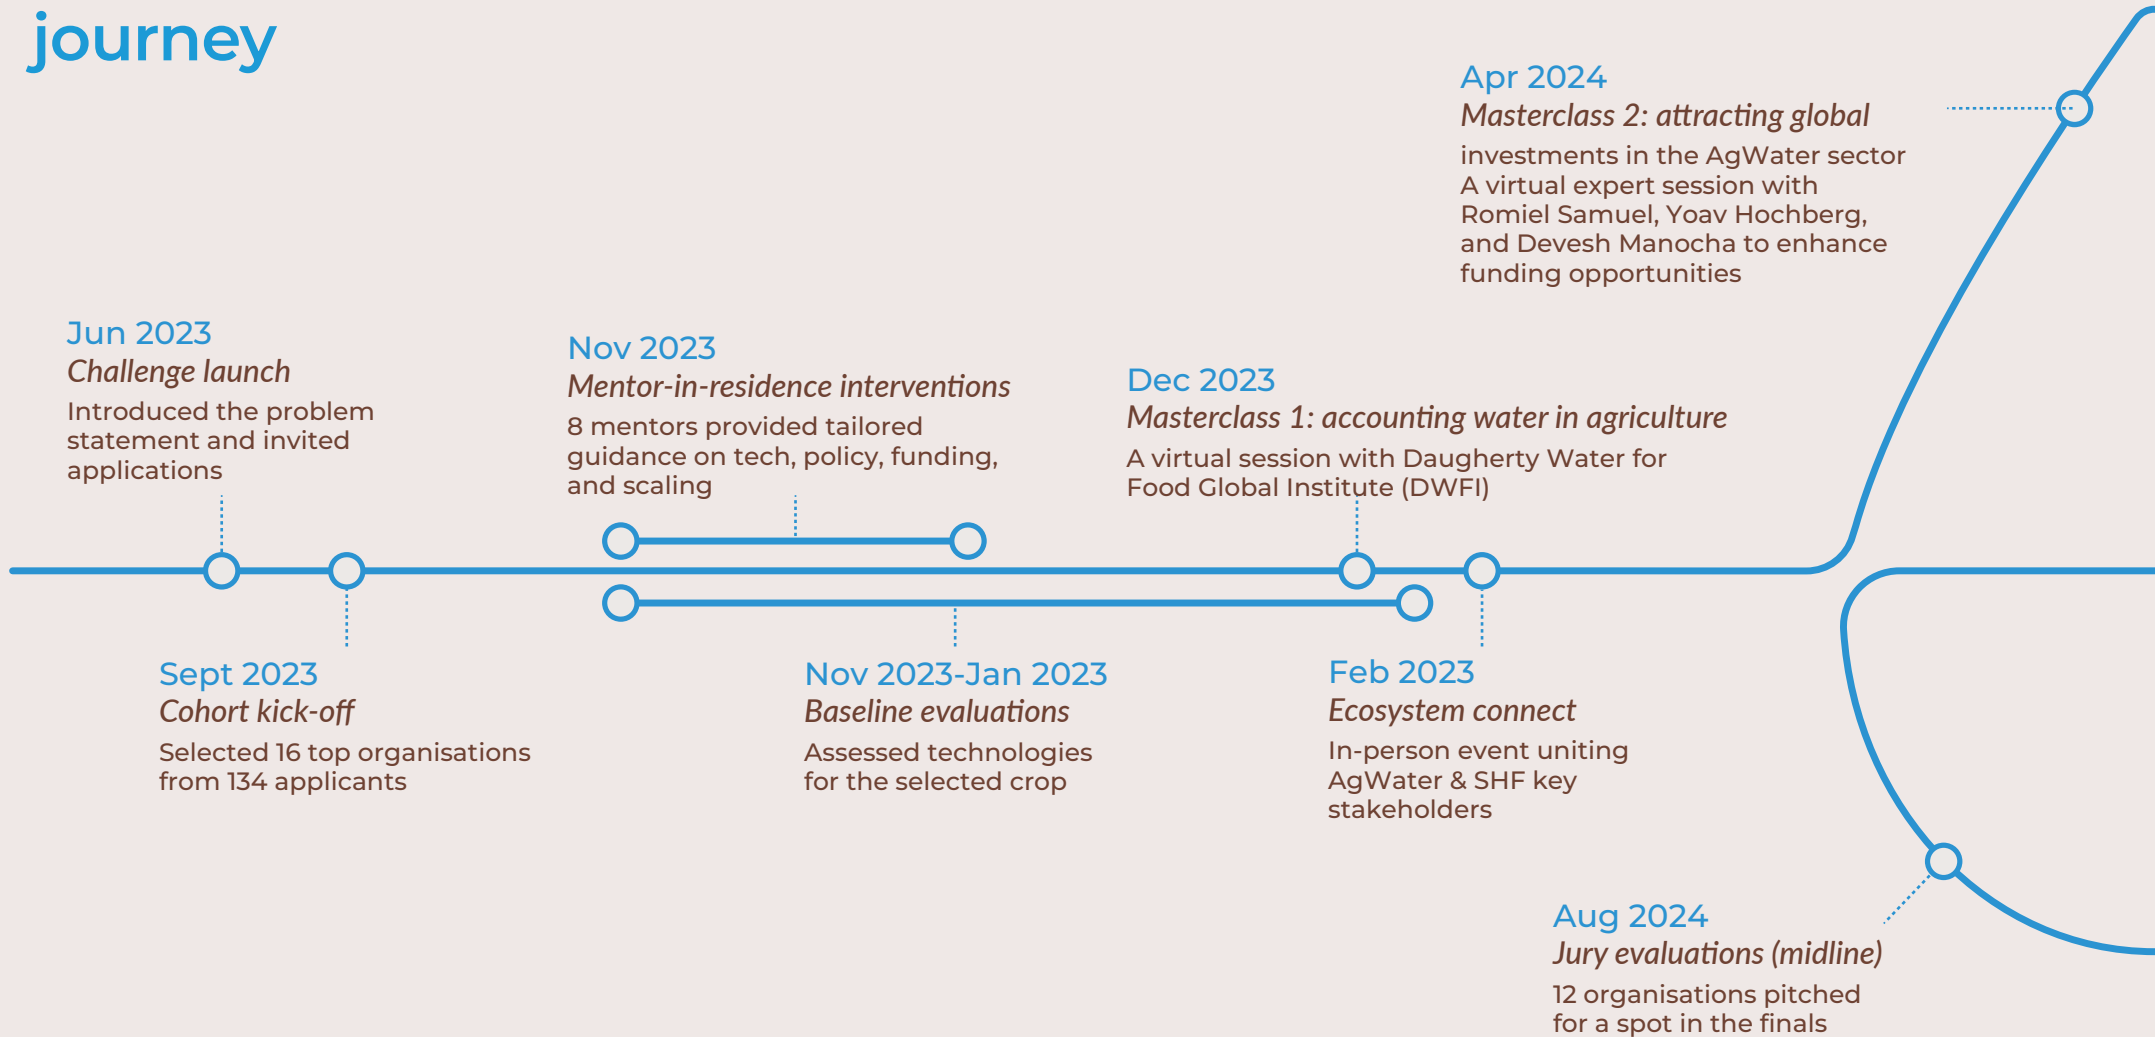 journey
Jun 2023
Challenge launch
Introduced the problem
statement and invited
applications
Sept 2023
Cohort kick-off
Selected 16 top organisations
from 134 applicants
Nov 2023
Mentor-in-residence interventions
8 mentors provided tailored
guidance on tech, policy, funding,
and scaling
Nov 2023-Jan 2023
Baseline evaluations
Assessed technologies
for the selected crop
Dec 2023
Masterclass 1: accounting water in agriculture
A virtual session with Daugherty Water for
Food Global Institute (DWFI)
Feb 2023
Ecosystem connect
In-person event uniting
AgWater & SHF key
stakeholders
Apr 2024
Masterclass 2: attracting global
investments in the AgWater sector
A virtual expert session with
Romiel Samuel, Yoav Hochberg,
and Devesh Manocha to enhance
funding opportunities
Aug 2024
Jury evaluations (midline)
12 organisations pitched
for a spot in the finals